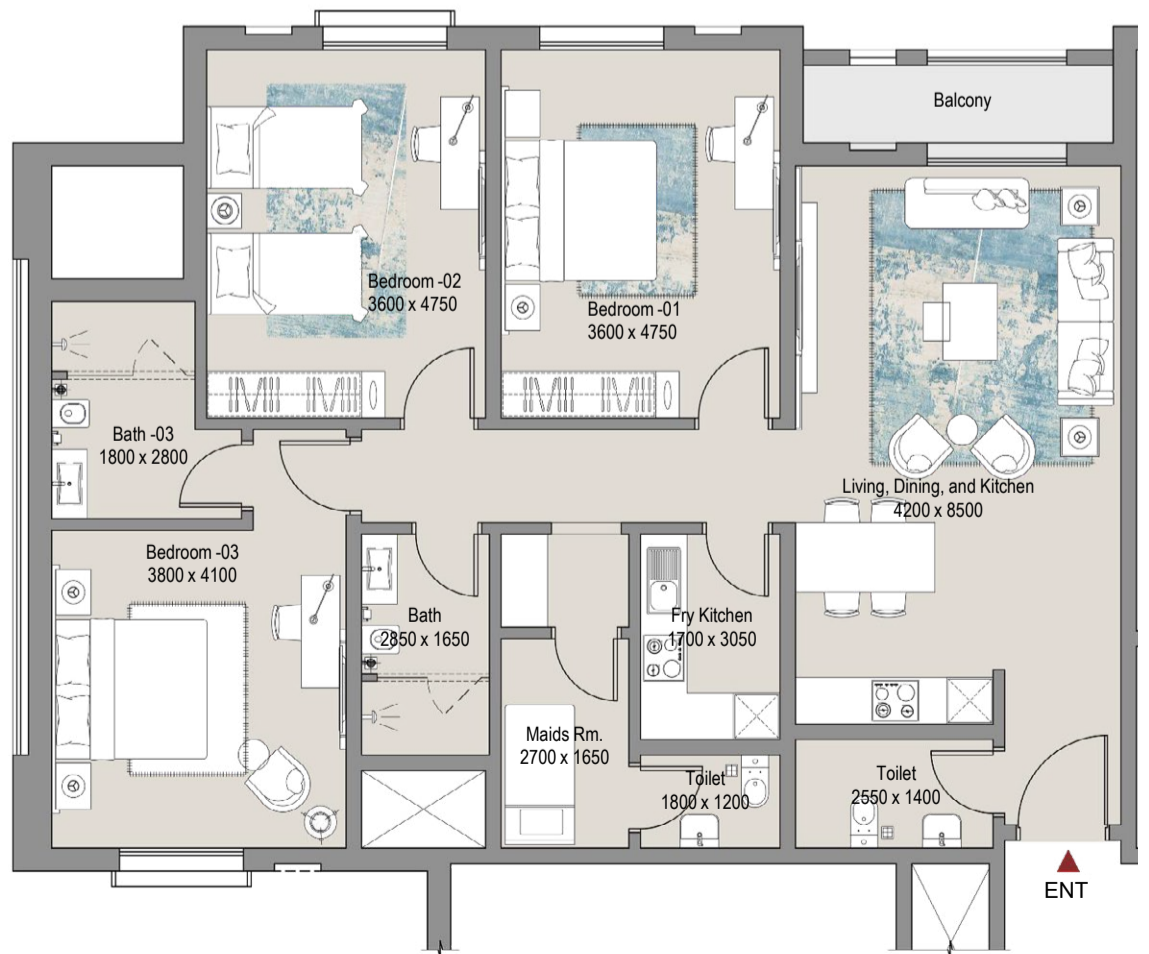 Balcony
Bedroom -02
3600 x 4750
Bedroom -01
3600 x 4750
Bath -03
1800 x 2800
Living, Dining, and Kitchen
4200 x 8500
Bedroom -03
3800 x 4100
Bath
2850 x 1650
Fry Kitchen
1700 x 3050
Maids Rm.
2700 x 1650
Toilet
1800 x 1200
Toilet
2550 x 1400
ENT